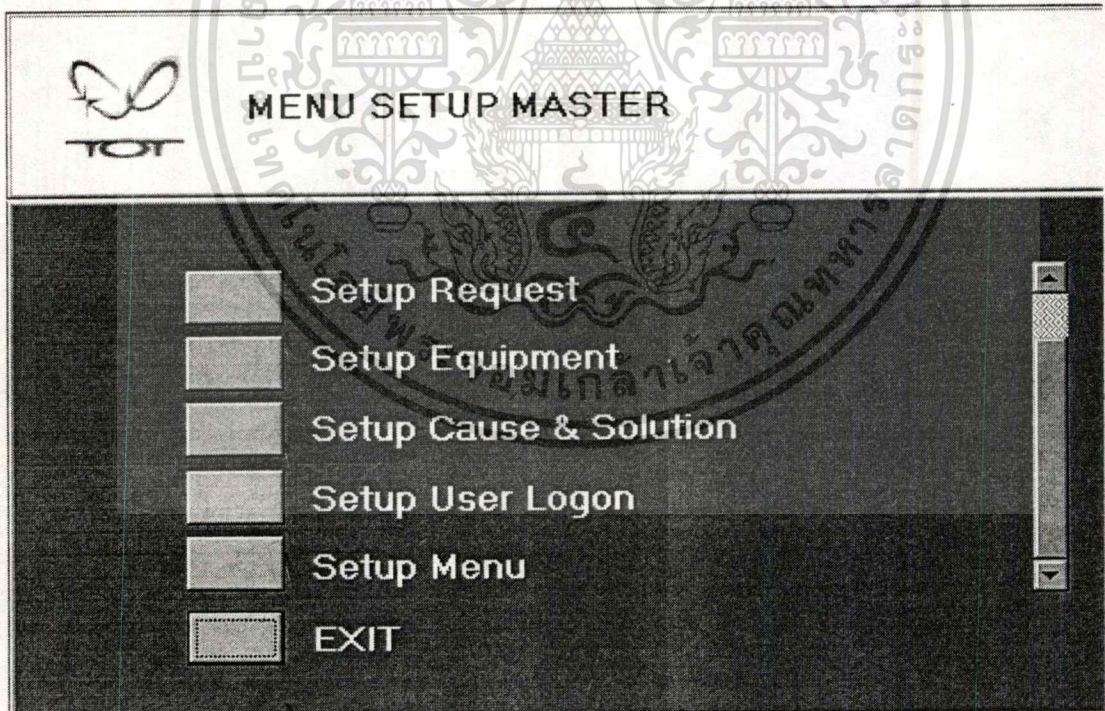 TOT
MENU SETUP MASTER
Setup Request
Setup Equipment
Setup Cause & Solution
Setup User Logon
Setup Menu
EXIT